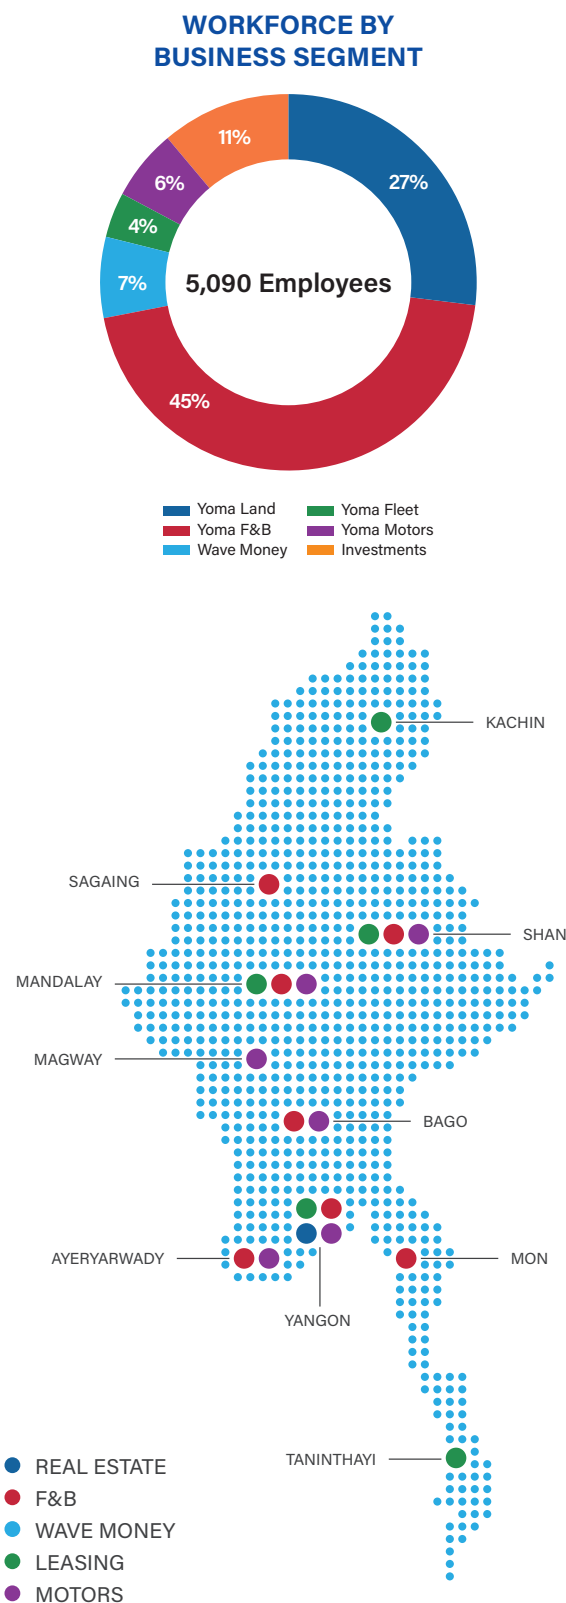 WORKFORCE BY
BUSINESS SEGMENT
11%
27%
6%
4%
7%
5,090 Employees
45%
Yoma Land
Yoma F&B
Wave Money
Yoma Fleet
Yoma Motors
Investments
KACHIN
SAGAING
SHAN
MANDALAY
MAGWAY
BAGO
AYERYARWADY
MON
YANGON
TANINTHAYI
REAL ESTATE
F&B
WAVE MONEY
LEASING
MOTORS